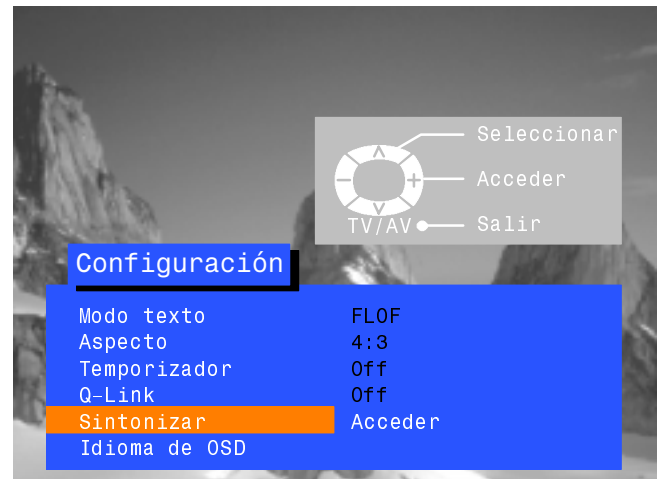 Seleccionar
Acceder
TV/AV Salir
Configuración
Modo texto FLOF
Aspecto 4:3
Temporizador Off
Q-Link Off
Sintonizar Acceder
Idioma de OSD